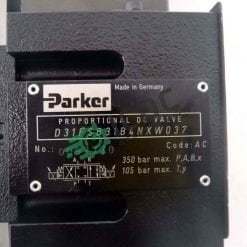 Made in Germany
Parker
PROPORTIONAL DC VALVE
D31FSB31B4NXW037
No.: Code: AC
350 bar max. P,A,B,x
105 bar max. T,y